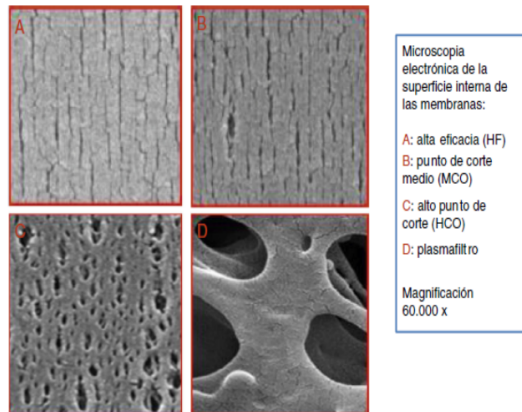 A
B
C
D
Microscopia
electrónica de la
superficie interna de
las membranas:
A: alta eficacia (HF)
B: punto de corte
medio (MCO)
C: alto punto de
corte (HCO)
D: plasmafiltro
Magnificación
60.000 x